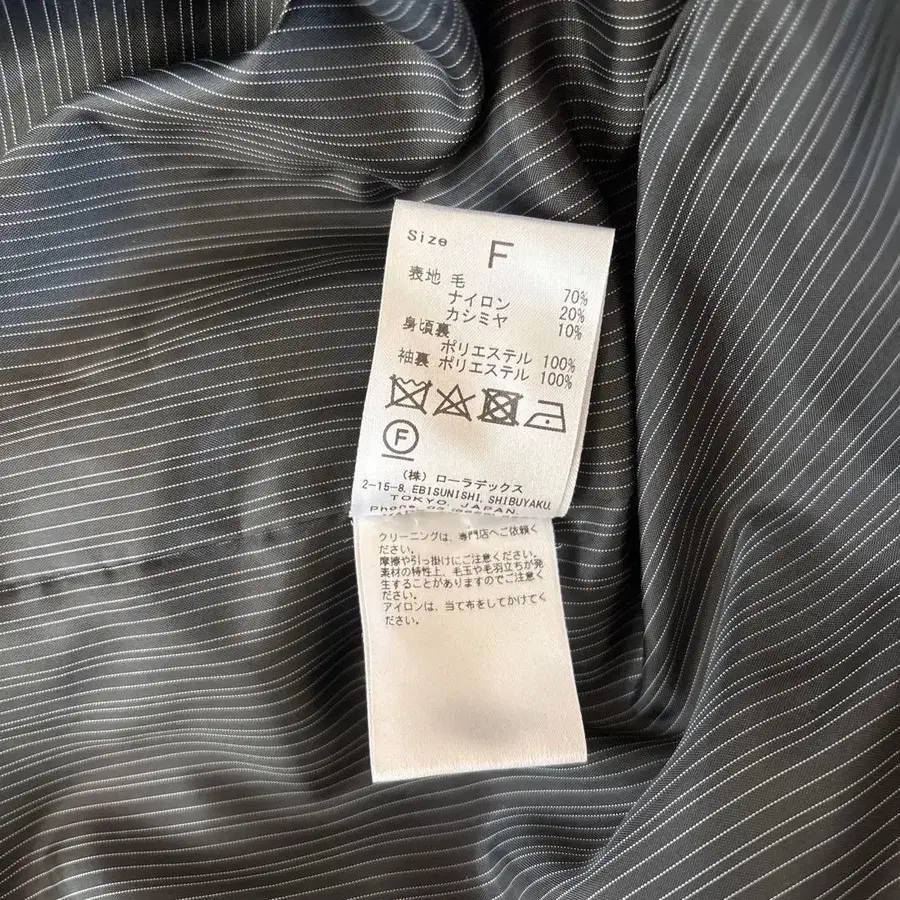 Size F
表地 毛 70%
ナイロン 20%
カシミヤ 10%
身頃裏
ポリエステル 100%
袖裏 ポリエステル 100%
F
(株) ローラデックス
2-15-8, EBISUNISHI, SHIBUYAKU,
TOKYO, JAPAN
Phone
クリーニングは、専門店へご依頼く
ださい。
摩擦や引っ掛けにご注意ください。
素材の特性上、毛玉や毛羽立ちが発
生することがありますのでご注意ください。
アイロンは、当て布をしてかけてく
ださい。